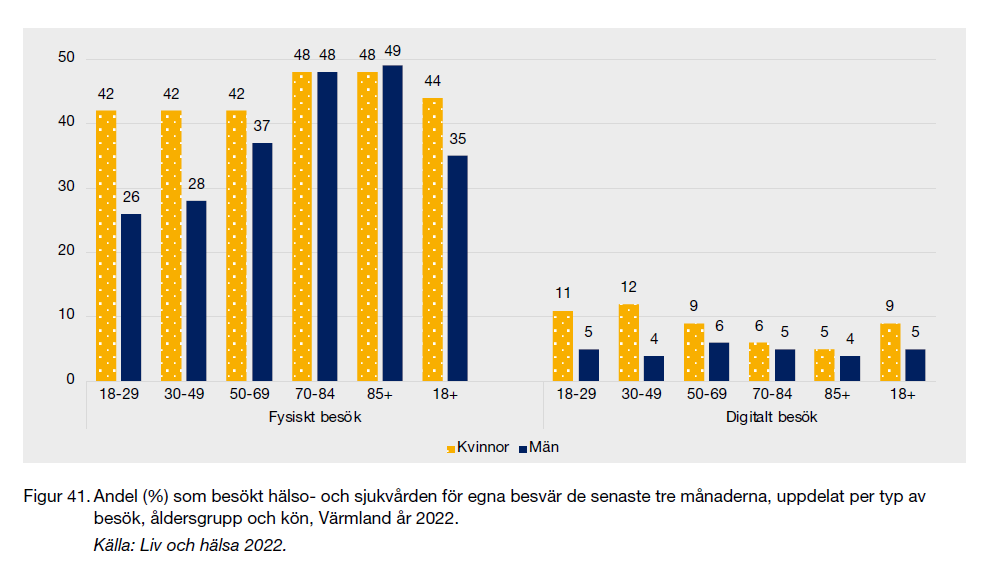 50
40
30
20
10
0
42 26 42 28 42 37 48 48 48 49 44 35
11 5 12 4 9 6 6 5 5 4 9 5
18-29 30-49 50-69 70-84 85+ 18+ 18-29 30-49 50-69 70-84 85+ 18+
Fysiskt besök Digitalt besök
Kvinnor Män
Figur 41. Andel (%) som besökt hälso- och sjukvården för egna besvär de senaste tre månaderna, uppdelat per typ av
besök, åldersgrupp och kön, Värmland år 2022.
Källa: Liv och hälsa 2022.